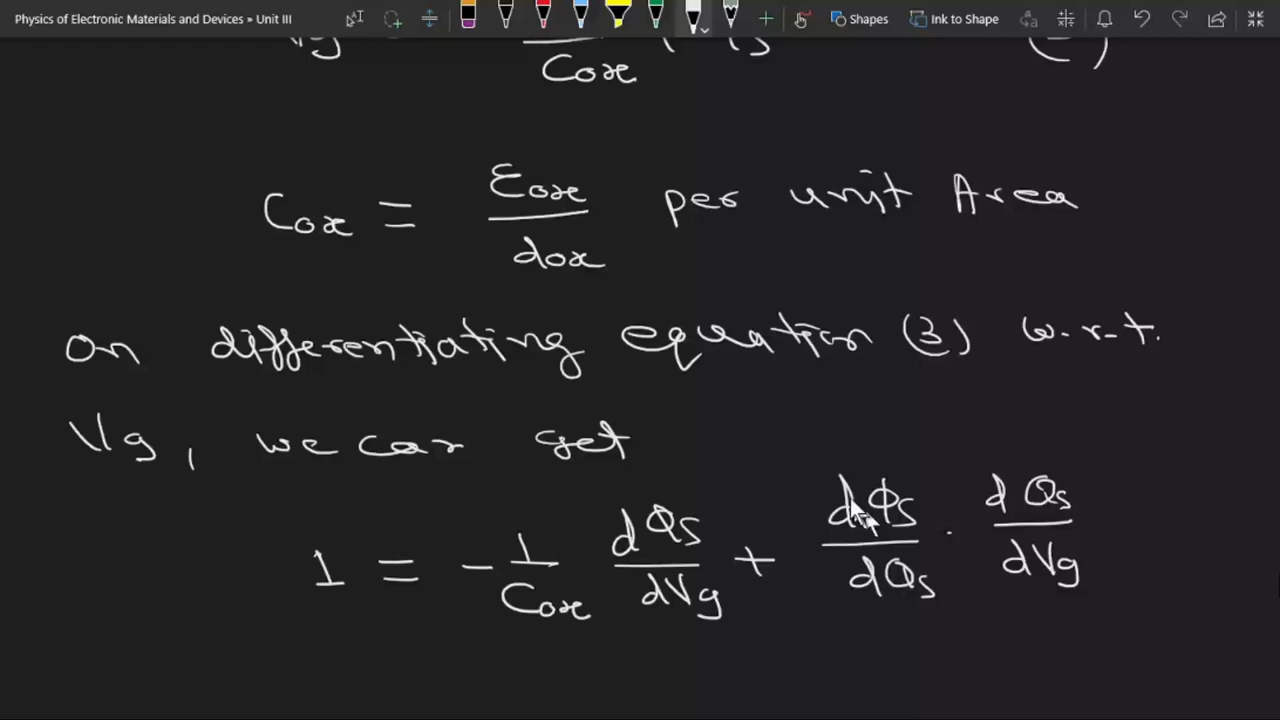 Physics of Electronic Materials and Devices » Unit III
Shapes
Ink to Shape
Cox
Cox = εox / dox per unit Area
on differentiating equation (3) w.r.t.
Vg, we can get
1 = - 1/Cox dQs/dVg + dΦs/dQs . dQs/dVg